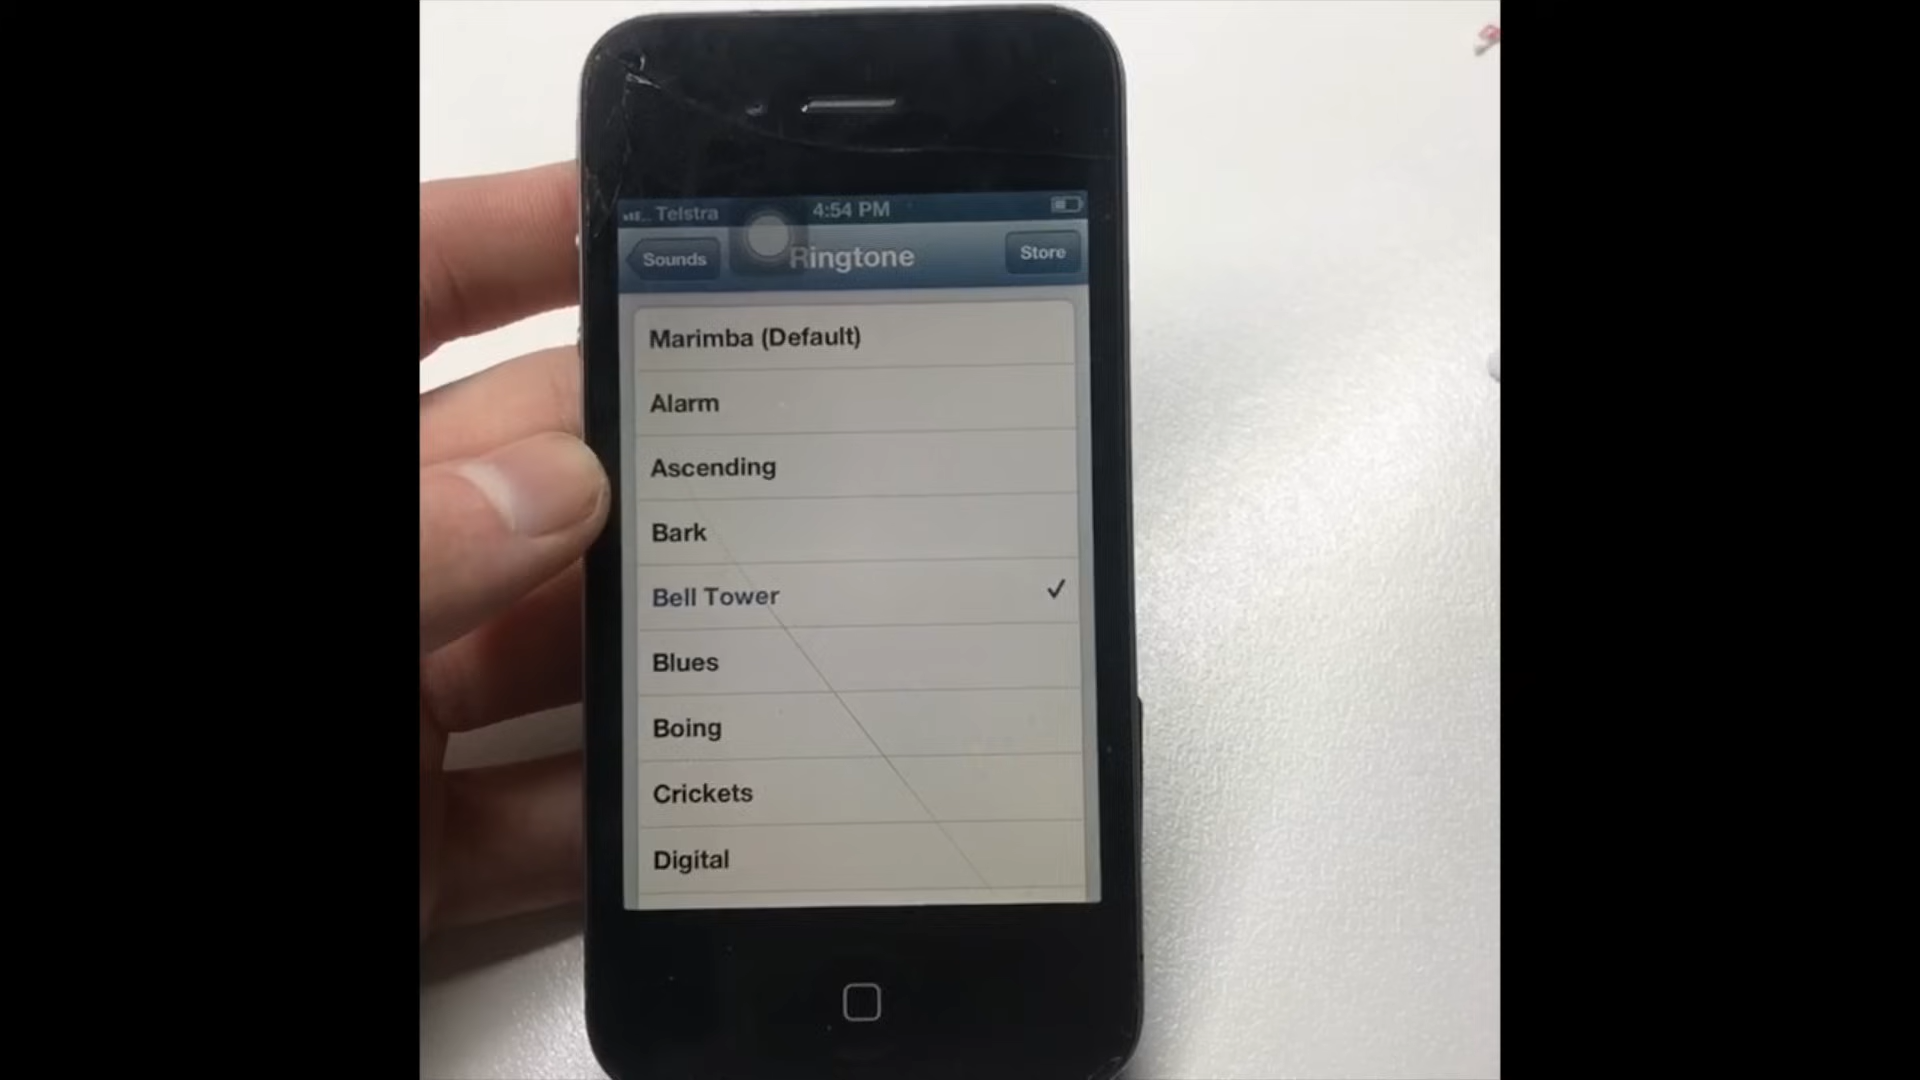 Telstra 4:54 PM
Sounds Ringtone Store
Marimba (Default)
Alarm
Ascending
Bark
Bell Tower
Blues
Boing
Crickets
Digital